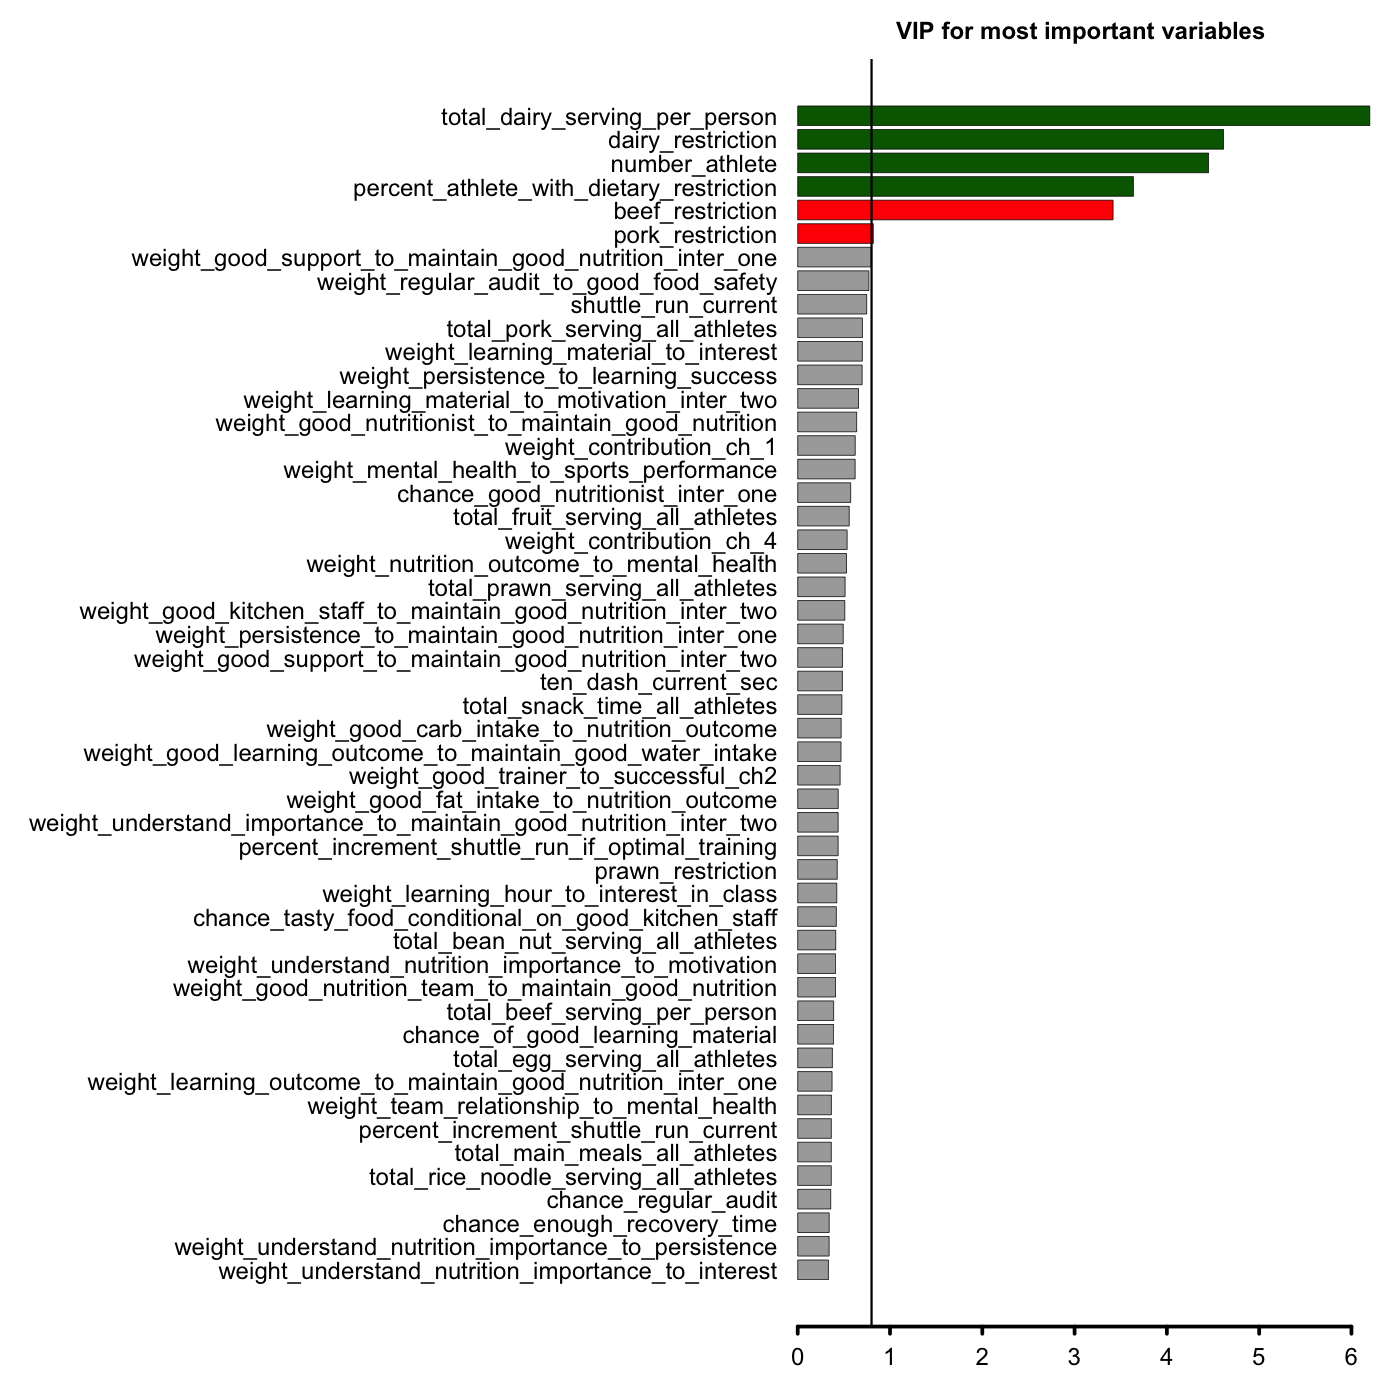 VIP for most important variables
total_dairy_serving_per_person
dairy_restriction
number_athlete
percent_athlete_with_dietary_restriction
beef_restriction
pork_restriction
weight_good_support_to_maintain_good_nutrition_inter_one
weight_regular_audit_to_good_food_safety
shuttle_run_current
total_pork_serving_all_athletes
weight_learning_material_to_interest
weight_persistence_to_learning_success
weight_learning_material_to_motivation_inter_two
weight_good_nutritionist_to_maintain_good_nutrition
weight_contribution_ch_1
weight_mental_health_to_sports_performance
chance_good_nutritionist_inter_one
total_fruit_serving_all_athletes
weight_contribution_ch_4
weight_nutrition_outcome_to_mental_health
total_prawn_serving_all_athletes
weight_good_kitchen_staff_to_maintain_good_nutrition_inter_two
weight_persistence_to_maintain_good_nutrition_inter_one
weight_good_support_to_maintain_good_nutrition_inter_two
ten_dash_current_sec
total_snack_time_all_athletes
weight_good_carb_intake_to_nutrition_outcome
weight_good_learning_outcome_to_maintain_good_water_intake
weight_good_trainer_to_successful_ch2
weight_good_fat_intake_to_nutrition_outcome
weight_understand_importance_to_maintain_good_nutrition_inter_two
percent_increment_shuttle_run_if_optimal_training
prawn_restriction
weight_learning_hour_to_interest_in_class
chance_tasty_food_conditional_on_good_kitchen_staff
total_bean_nut_serving_all_athletes
weight_understand_nutrition_importance_to_motivation
weight_good_nutrition_team_to_maintain_good_nutrition
total_beef_serving_per_person
chance_of_good_learning_material
total_egg_serving_all_athletes
weight_learning_outcome_to_maintain_good_nutrition_inter_one
weight_team_relationship_to_mental_health
percent_increment_shuttle_run_current
total_main_meals_all_athletes
total_rice_noodle_serving_all_athletes
chance_regular_audit
chance_enough_recovery_time
weight_understand_nutrition_importance_to_persistence
weight_understand_nutrition_importance_to_interest
0 1 2 3 4 5 6